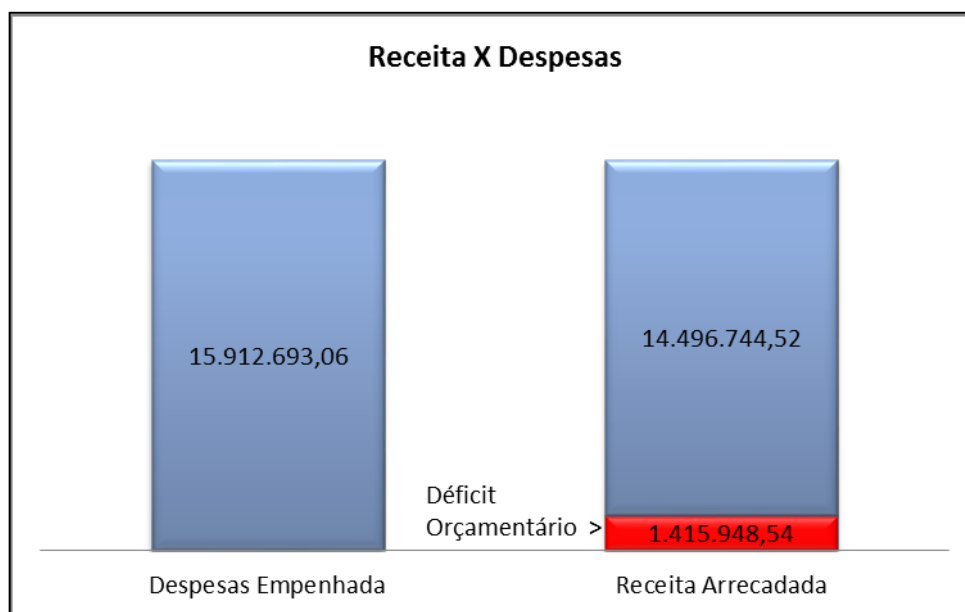 Receita X Despesas
15.912.693,06
14.496.744,52
Déficit
Orçamentário >
1.415.948,54
Despesas Empenhada
Receita Arrecadada